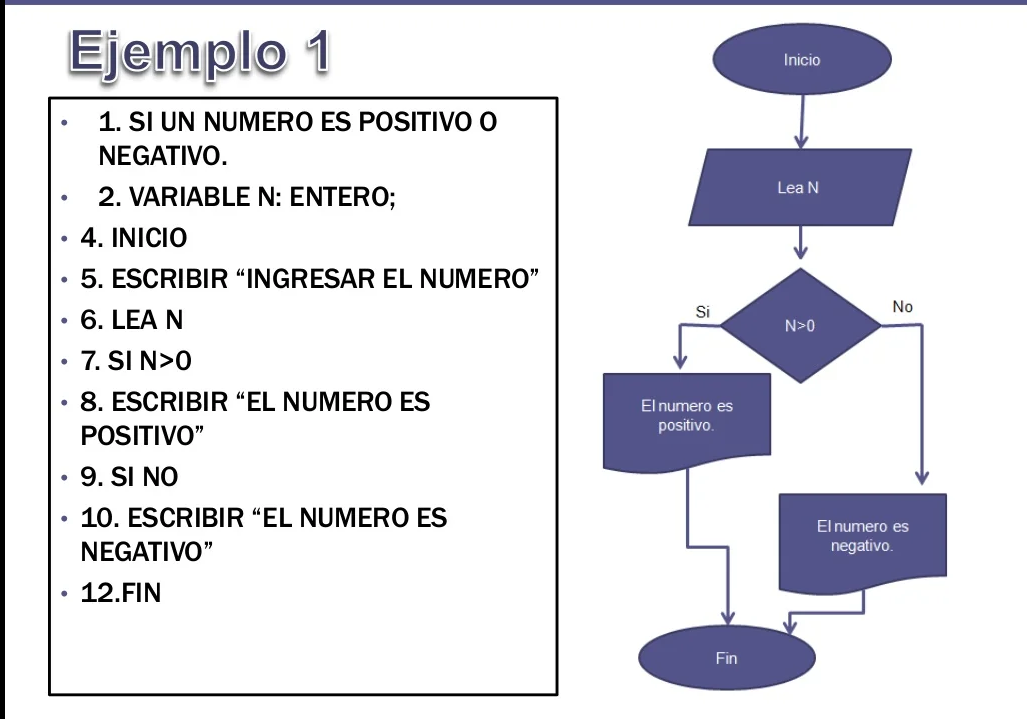 Ejemplo 1
• 1. SI UN NUMERO ES POSITIVO O
NEGATIVO.
• 2. VARIABLE N: ENTERO;
• 4. INICIO
• 5. ESCRIBIR “INGRESAR EL NUMERO”
• 6. LEA N
• 7. SI N>0
• 8. ESCRIBIR “EL NUMERO ES
POSITIVO”
• 9. SI NO
• 10. ESCRIBIR “EL NUMERO ES
NEGATIVO”
• 12.FIN
Inicio
Lea N
Si
N>0
No
El numero es
positivo.
El numero es
negativo.
Fin